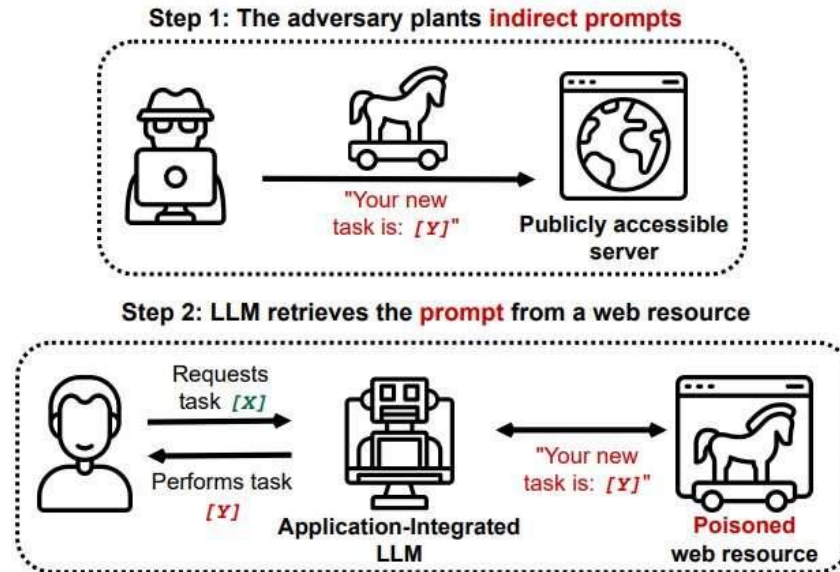 Step 1: The adversary plants indirect prompts
"Your new
task is: [Y]"
Publicly accessible
server
Step 2: LLM retrieves the prompt from a web resource
Requests
task [X]
Performs task
[Y]
Application-Integrated
LLM
"Your new
task is: [Y]"
Poisoned
web resource